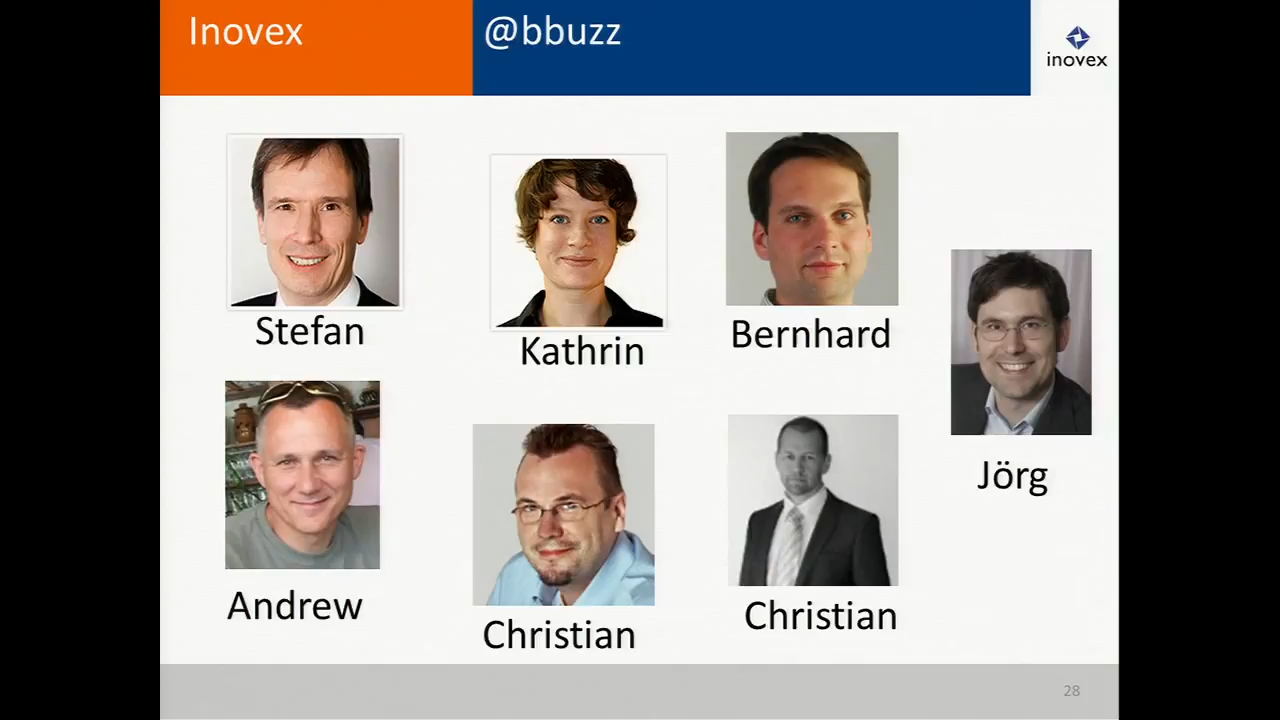 Inovex
@bbuzz
inovex
Stefan
Kathrin
Bernhard
Jörg
Andrew
Christian
Christian
28